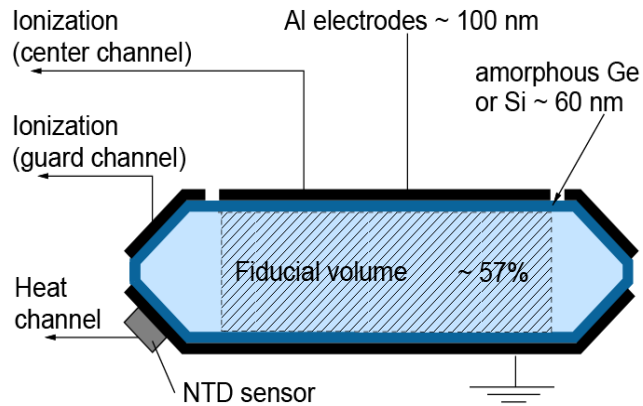 Ionization
(center channel)
Al electrodes ~ 100 nm
amorphous Ge
or Si ~ 60 nm
Ionization
(guard channel)
Fiducial volume ~ 57%
Heat
channel
NTD sensor